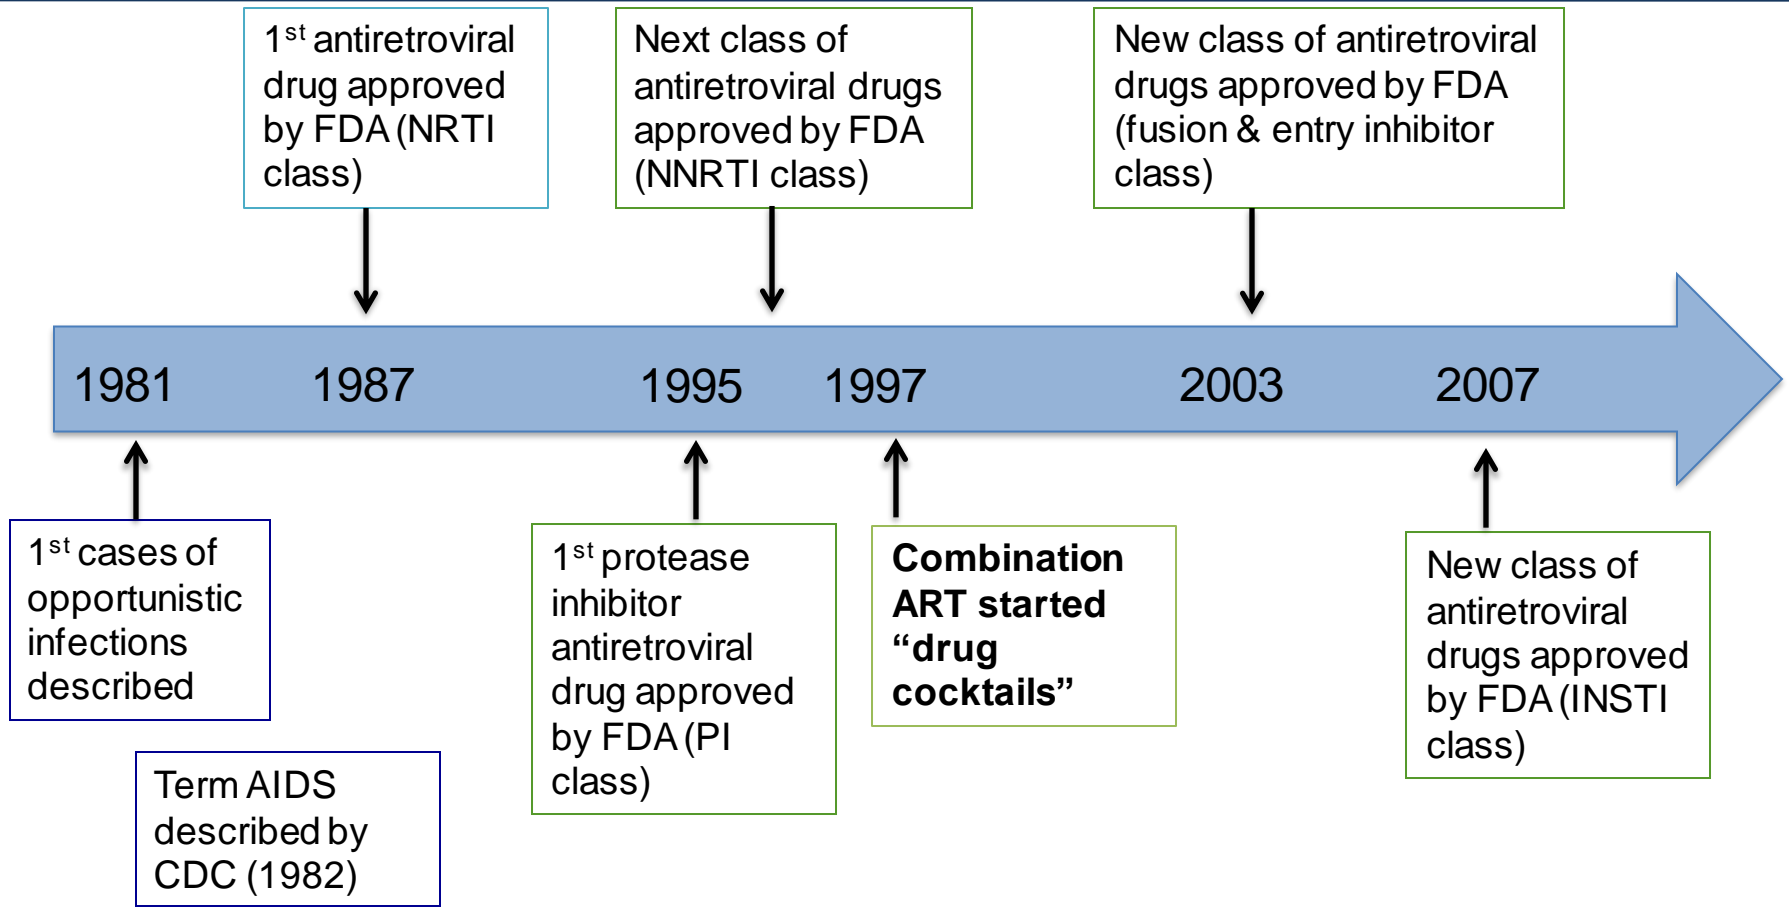 1st antiretroviral
drug approved
by FDA (NRTI
class)
Next class of
antiretroviral drugs
approved by FDA
(NNRTI class)
New class of antiretroviral
drugs approved by FDA
(fusion & entry inhibitor
class)
1981
1987
1995
1997
2003
2007
1st cases of
opportunistic
infections
described
Term AIDS
described by
CDC (1982)
1st protease
inhibitor
antiretroviral
drug approved
by FDA (PI
class)
Combination
ART started
“drug
cocktails”
New class of
antiretroviral
drugs approved
by FDA (INSTI
class)